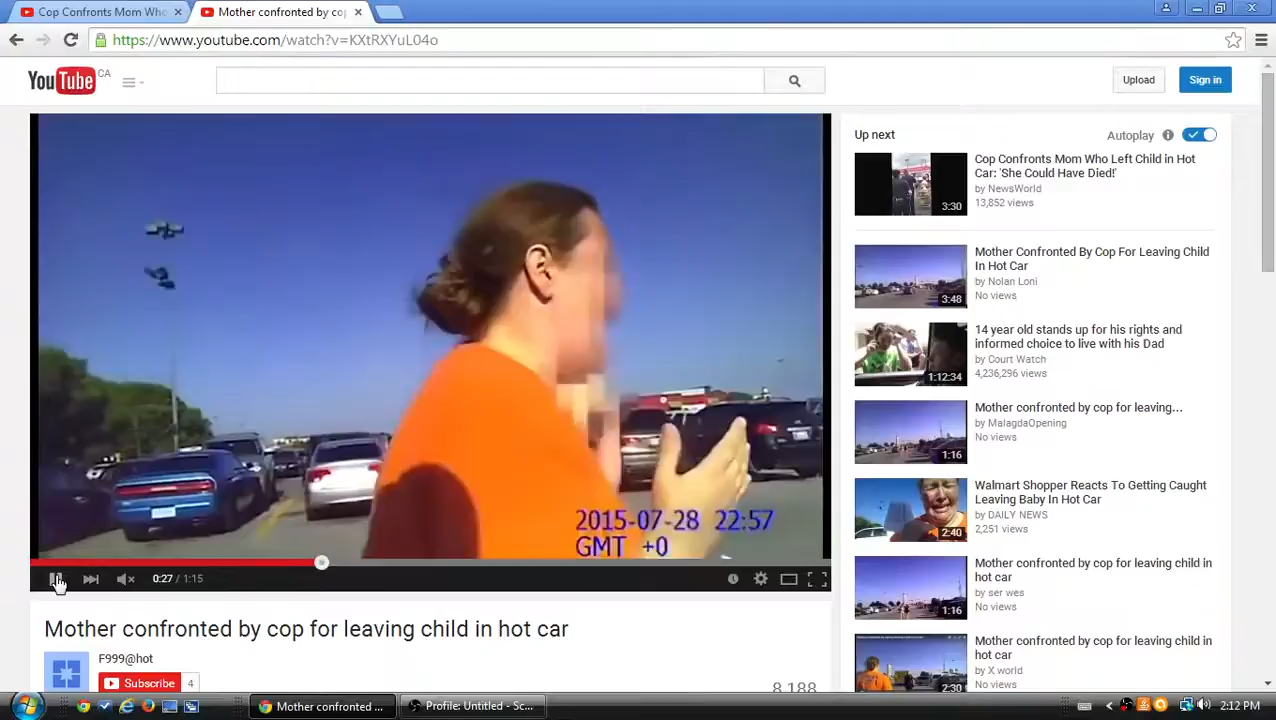 Cop Confronts Mom Who
Mother confronted by co
https://www.youtube.com/watch?v=KXtRXYuL04o
YouTube CA
Upload
Sign in
Up next
Autoplay
Cop Confronts Mom Who Left Child in Hot
Car: 'She Could Have Died!'
by NewsWorld
13,852 views
3:30
Mother Confronted By Cop For Leaving Child
In Hot Car
by Nolan Loni
No views
3:48
14 year old stands up for his rights and
informed choice to live with his Dad
by Court Watch
4,236,296 views
1:12:34
Mother confronted by cop for leaving...
by MalagdaOpening
No views
1:16
Walmart Shopper Reacts To Getting Caught
Leaving Baby In Hot Car
by DAILY NEWS
2,251 views
2:40
Mother confronted by cop for leaving child in
hot car
by ser wes
No views
1:16
Mother confronted by cop for leaving child in
hot car
by X world
No views
2:30
2015-07-28 22:57
GMT +0
0:27 / 1:15
Mother confronted by cop for leaving child in hot car
F999@hot
Subscribe 4
8,188
Mother confronted ...
Profile: Untitled - Sc...
2:12 PM